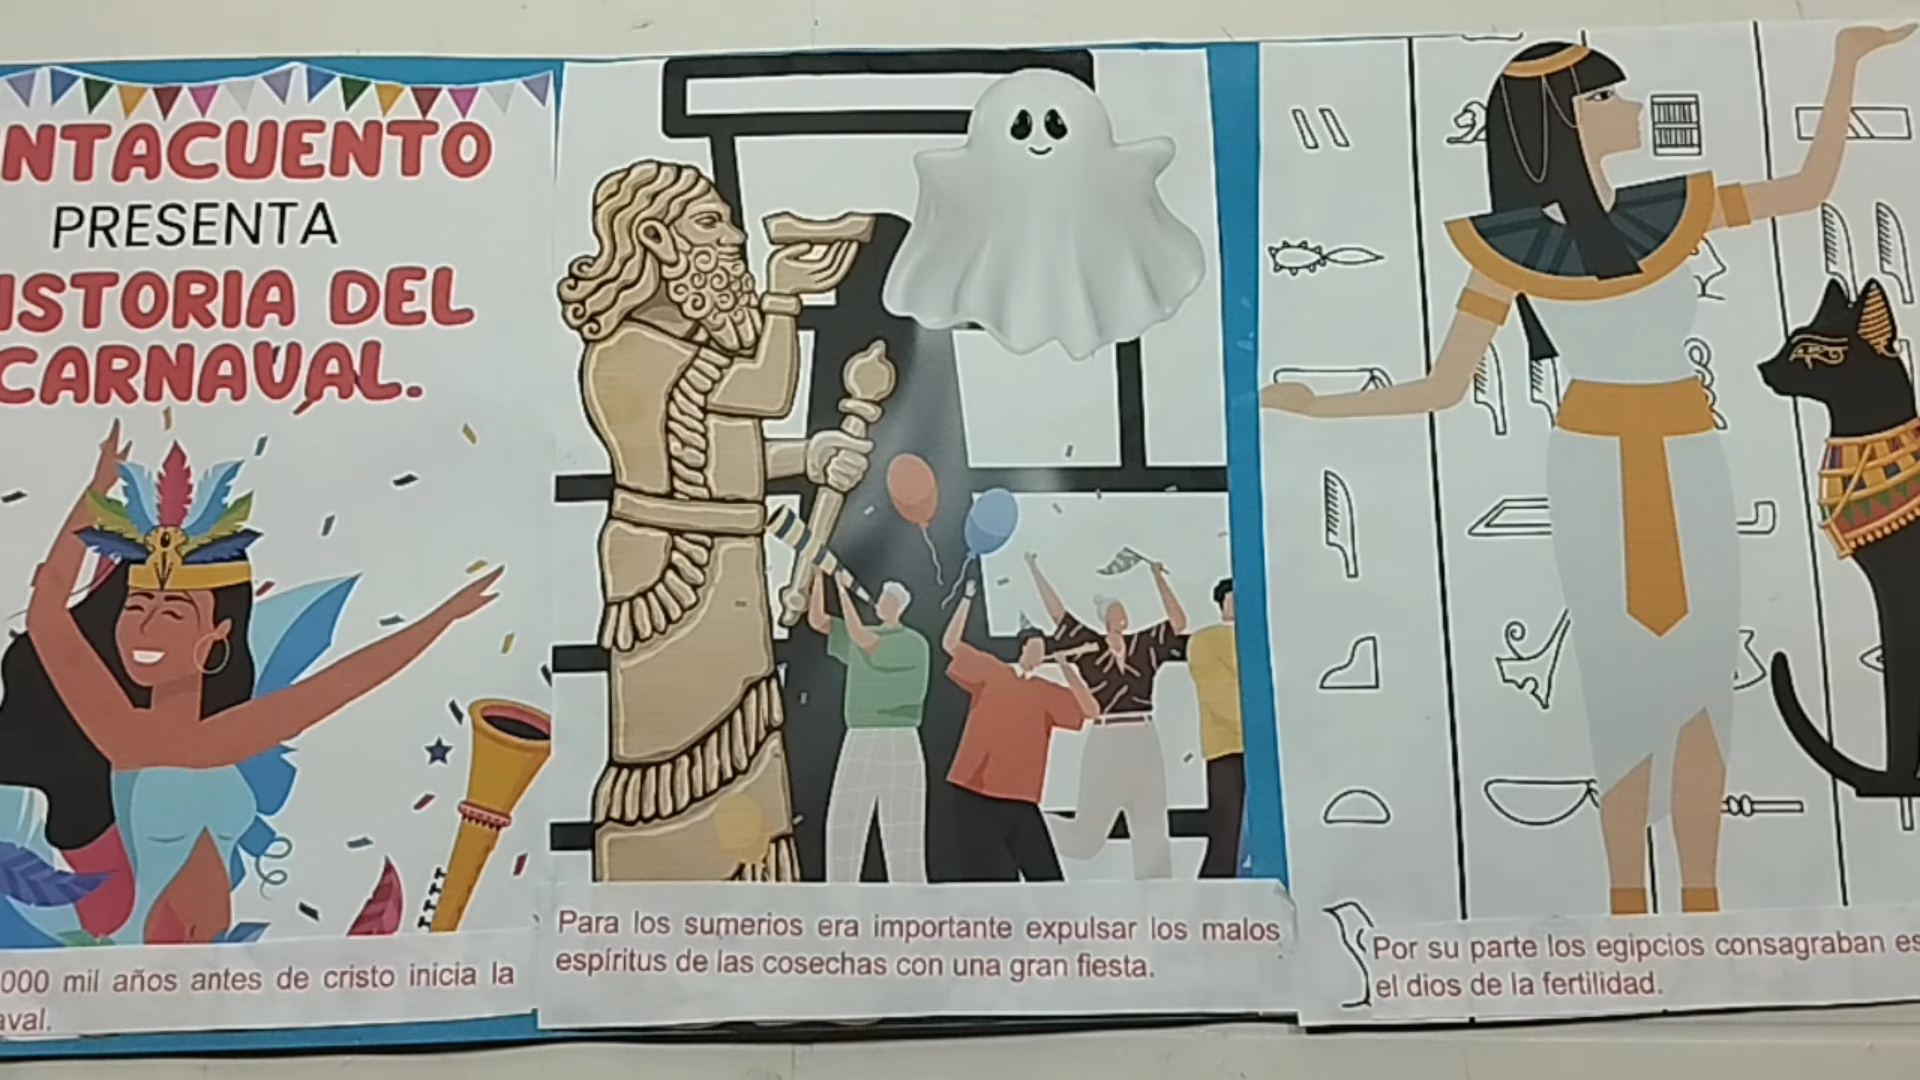 NTACUENTO
PRESENTA
ISTORIA DEL
CARNAVAL.
000 mil años antes de cristo inicia la
aval.
Para los sumerios era importante expulsar los malos
espíritus de las cosechas con una gran fiesta.
Por su parte los egipcios consagraban es
el dios de la fertilidad.